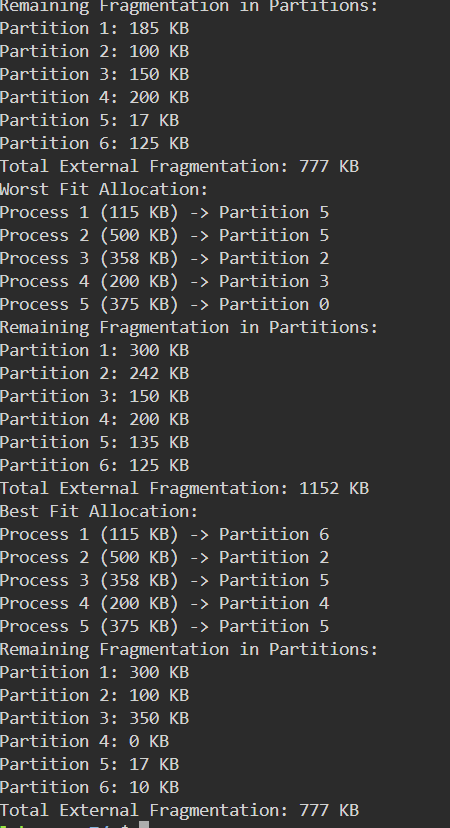 Remaining Fragmentation in Partitions:
Partition 1: 185 KB
Partition 2: 100 KB
Partition 3: 150 KB
Partition 4: 200 KB
Partition 5: 17 KB
Partition 6: 125 KB
Total External Fragmentation: 777 KB
Worst Fit Allocation:
Process 1 (115 KB) -> Partition 5
Process 2 (500 KB) -> Partition 5
Process 3 (358 KB) -> Partition 2
Process 4 (200 KB) -> Partition 3
Process 5 (375 KB) -> Partition 0
Remaining Fragmentation in Partitions:
Partition 1: 300 KB
Partition 2: 242 KB
Partition 3: 150 KB
Partition 4: 200 KB
Partition 5: 135 KB
Partition 6: 125 KB
Total External Fragmentation: 1152 KB
Best Fit Allocation:
Process 1 (115 KB) -> Partition 6
Process 2 (500 KB) -> Partition 2
Process 3 (358 KB) -> Partition 5
Process 4 (200 KB) -> Partition 4
Process 5 (375 KB) -> Partition 5
Remaining Fragmentation in Partitions:
Partition 1: 300 KB
Partition 2: 100 KB
Partition 3: 350 KB
Partition 4: 0 KB
Partition 5: 17 KB
Partition 6: 10 KB
Total External Fragmentation: 777 KB